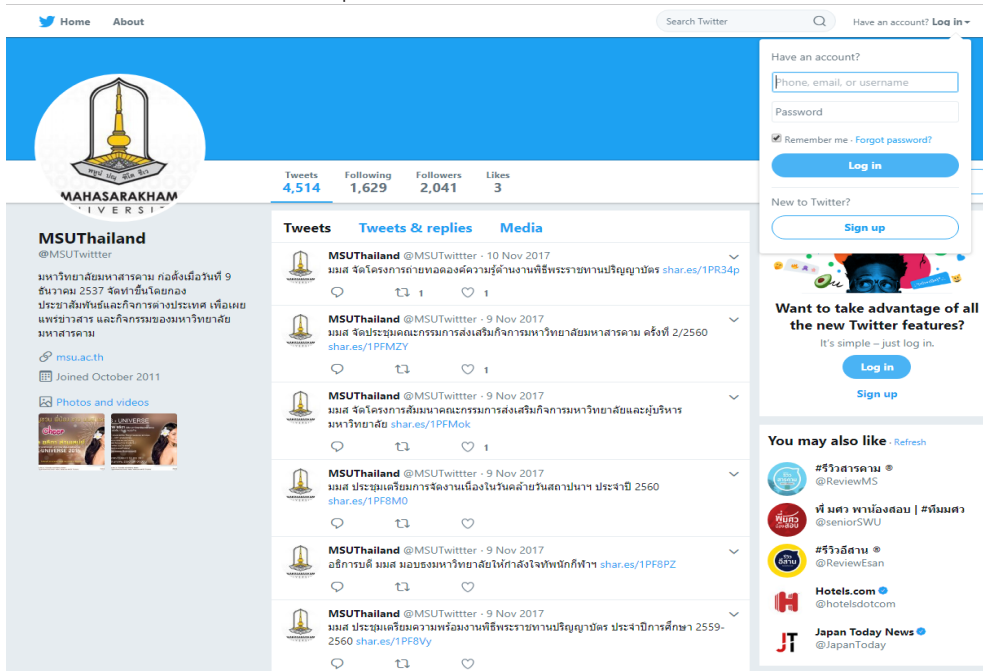 Home About
Search Twitter
Have an account? Log in
Have an account?
Phone, email, or username
Password
Remember me · Forgot password?
Log in
New to Twitter?
Sign up
พหูนํ ปณฺฑิโต ชีเว
MAHASARAKHAM
UNIVERSITY
Tweets Following Followers Likes
4,514 1,629 2,041 3
MSUThailand
@MSUTwittter
มหาวิทยาลัยมหาสารคาม ก่อตั้งเมื่อวันที่ 9
ธันวาคม 2537 จัดทำขึ้นโดยกอง
ประชาสัมพันธ์และกิจการต่างประเทศ เพื่อเผย
แพร่ข่าวสาร และกิจกรรมของมหาวิทยาลัย
มหาสารคาม
msu.ac.th
Joined October 2011
Photos and videos
Tweets Tweets & replies Media
MSUThailand @MSUTwittter · 10 Nov 2017
มมส จัดโครงการถ่ายทอดองค์ความรู้ด้านงานพิธีพระราชทานปริญญาบัตร shar.es/1PR34p
1 1
MSUThailand @MSUTwittter · 9 Nov 2017
มมส จัดประชุมคณะกรรมการส่งเสริมกิจการมหาวิทยาลัยมหาสารคาม ครั้งที่ 2/2560
shar.es/1PFMZY
1
MSUThailand @MSUTwittter · 9 Nov 2017
มมส จัดโครงการสัมมนาคณะกรรมการส่งเสริมกิจการมหาวิทยาลัยและผู้บริหาร
มหาวิทยาลัย shar.es/1PFMok
1
MSUThailand @MSUTwittter · 9 Nov 2017
มมส ประชุมเตรียมการจัดงานเนื่องในวันคล้ายวันสถาปนาฯ ประจำปี 2560
shar.es/1PF8M0
MSUThailand @MSUTwittter · 9 Nov 2017
อธิการบดี มมส มอบธงมหาวิทยาลัยให้กำลังใจทัพนักกีฬาฯ shar.es/1PF8PZ
MSUThailand @MSUTwittter · 9 Nov 2017
มมส ประชุมเตรียมความพร้อมงานพิธีพระราชทานปริญญาบัตร ประจำปีการศึกษา 2559-
2560 shar.es/1PF8Vy
Want to take advantage of all
the new Twitter features?
It's simple – just log in.
Log in
Sign up
You may also like · Refresh
#รีวิวสารคาม ®
@ReviewMS
พี่ มศว พาน้องสอบ | #ทีมมศว
@seniorSWU
#รีวิวอีสาน ®
@ReviewEsan
Hotels.com
@hotelsdotcom
Japan Today News
@JapanToday